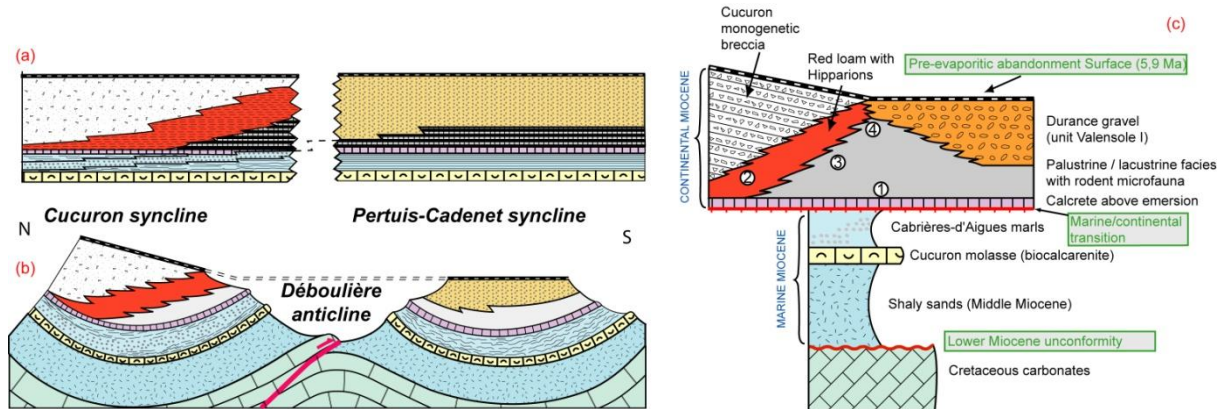 (a)
Cucuron syncline
Pertuis-Cadenet syncline
N
S
(b)
Déboulière
anticline
(c)
Cucuron
monogenetic
breccia
Red loam with
Hipparions
Pre-evaporitic abandonment Surface (5,9 Ma)
CONTINENTAL MIOCENE
4
3
2
1
Durance gravel
(unit Valensole I)
Palustrine / lacustrine facies
with rodent microfauna
Calcrete above emersion
Marine/continental
transition
MARINE MIOCENE
Cabrières-d'Aigues marls
Cucuron molasse (biocalcarenite)
Shaly sands (Middle Miocene)
Lower Miocene unconformity
Cretaceous carbonates